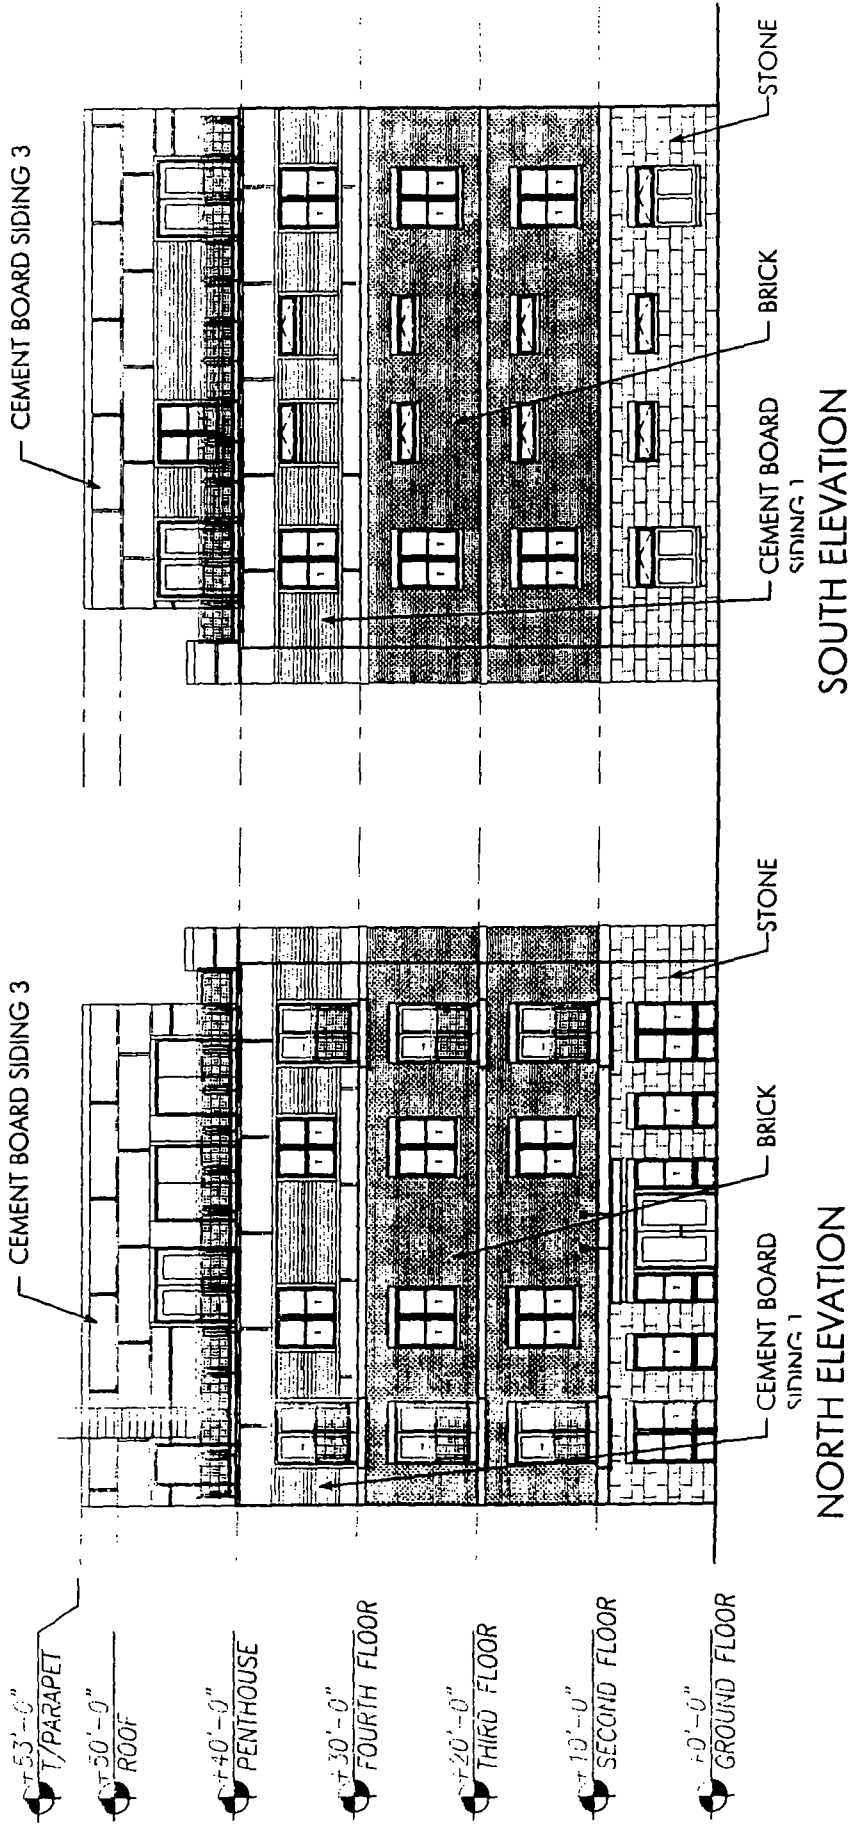 +53'-0"
T/PARAPET
+50'-0"
ROOF
+40'-0"
PENTHOUSE
+30'-0"
FOURTH FLOOR
+20'-0"
THIRD FLOOR
+10'-0"
SECOND FLOOR
+0'-0"
GROUND FLOOR
CEMENT BOARD SIDING 3
CEMENT BOARD
SIDING 1
BRICK
STONE
NORTH ELEVATION
CEMENT BOARD SIDING 3
CEMENT BOARD
SIDING 1
BRICK
STONE
SOUTH ELEVATION